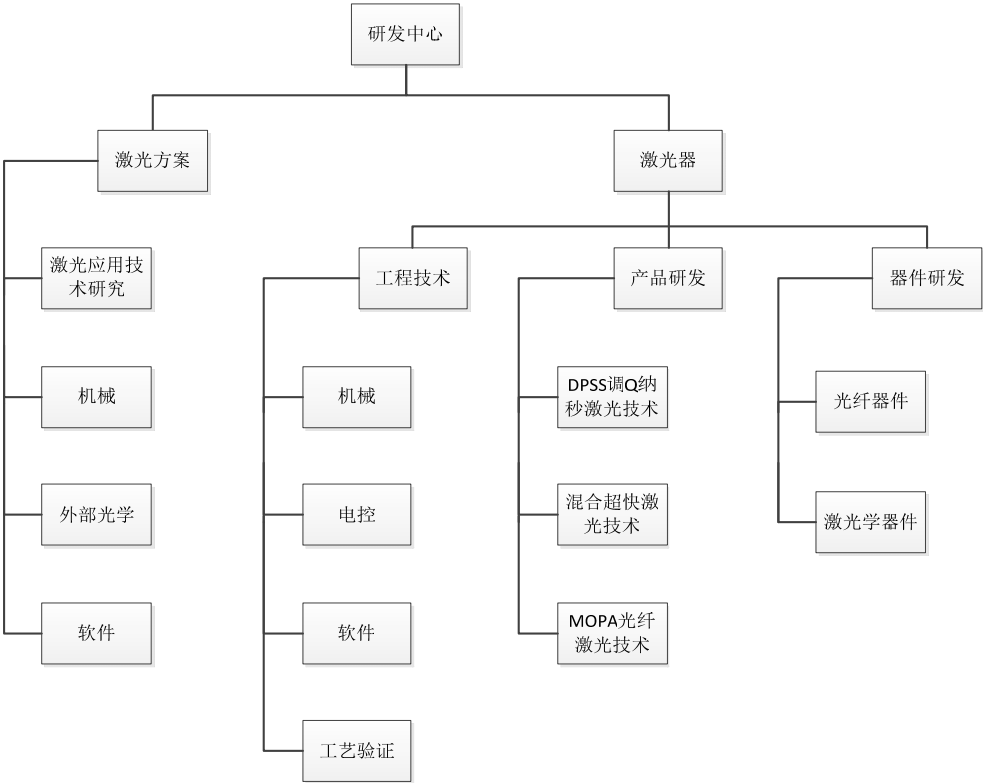 研发中心
激光方案
激光器
激光应用技
术研究
工程技术
产品研发
器件研发
机械
机械
DPSS调Q纳
秒激光技术
光纤器件
外部光学
电控
混合超快激
光技术
激光学器件
软件
软件
MOPA光纤
激光技术
工艺验证